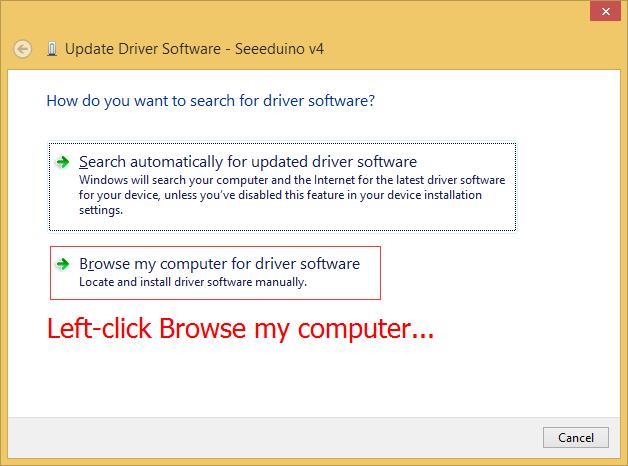 Update Driver Software - Seeeduino v4
How do you want to search for driver software?
Search automatically for updated driver software
Windows will search your computer and the Internet for the latest driver software
for your device, unless you've disabled this feature in your device installation
settings.
Browse my computer for driver software
Locate and install driver software manually.
Left-click Browse my computer...
Cancel